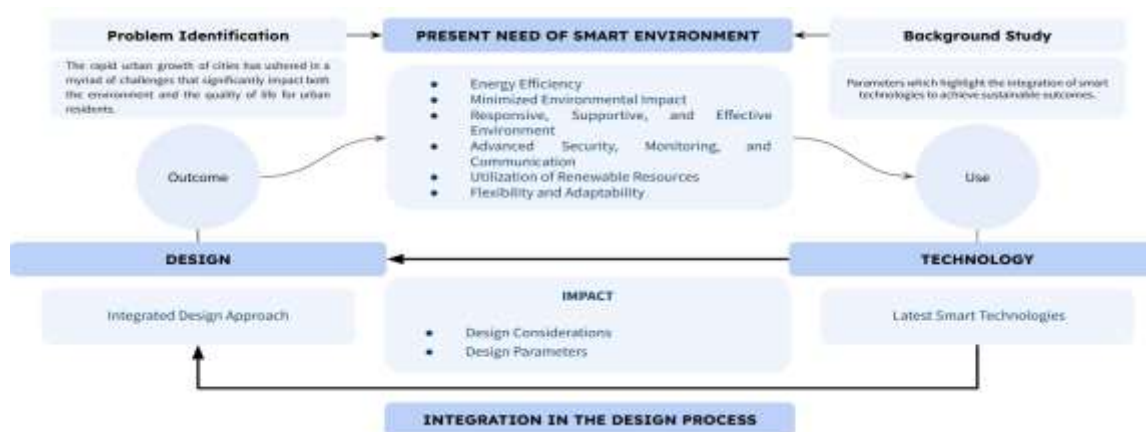 Problem Identification
PRESENT NEED OF SMART ENVIRONMENT
Background Study
The rapid urban growth of cities has ushered in a
myriad of challenges that significantly impact both
the environment and the quality of life for urban
residents.
● Energy Efficiency
● Minimized Environmental Impact
● Responsive, Supportive, and Effective
Environment
● Advanced Security, Monitoring, and
Communication
● Utilization of Renewable Resources
● Flexibility and Adaptability
Parameters which highlight the integration of smart
technologies to achieve sustainable outcomes.
Outcome
Use
DESIGN
TECHNOLOGY
Integrated Design Approach
IMPACT
● Design Considerations
● Design Parameters
Latest Smart Technologies
INTEGRATION IN THE DESIGN PROCESS